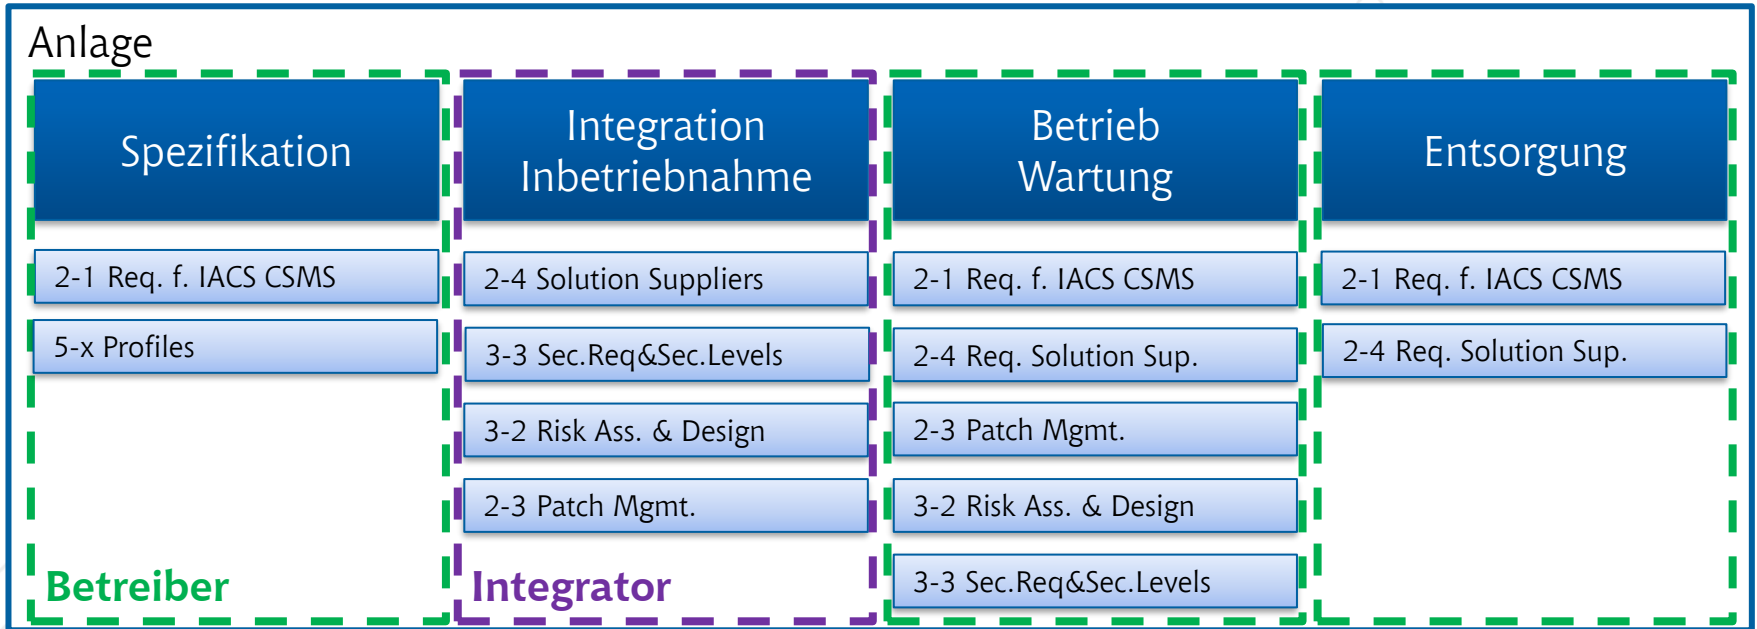 Anlage
Spezifikation
2-1 Req. f. IACS CSMS
5-x Profiles
Betreiber
Integration
Inbetriebnahme
2-4 Solution Suppliers
3-3 Sec.Req&Sec.Levels
3-2 Risk Ass. & Design
2-3 Patch Mgmt.
Integrator
Betrieb
Wartung
2-1 Req. f. IACS CSMS
2-4 Req. Solution Sup.
2-3 Patch Mgmt.
3-2 Risk Ass. & Design
3-3 Sec.Req&Sec.Levels
Entsorgung
2-1 Req. f. IACS CSMS
2-4 Req. Solution Sup.